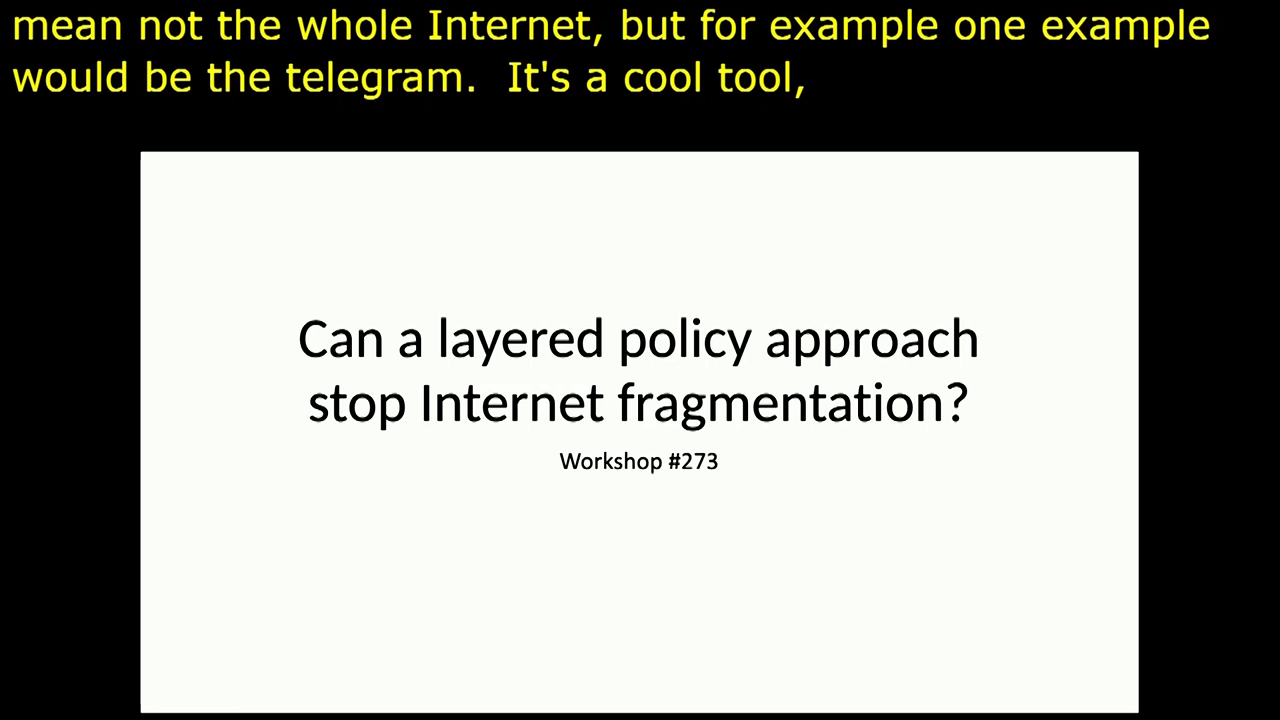 mean not the whole Internet, but for example one example
would be the telegram.  It's a cool tool,
Can a layered policy approach
stop Internet fragmentation?
Workshop #273